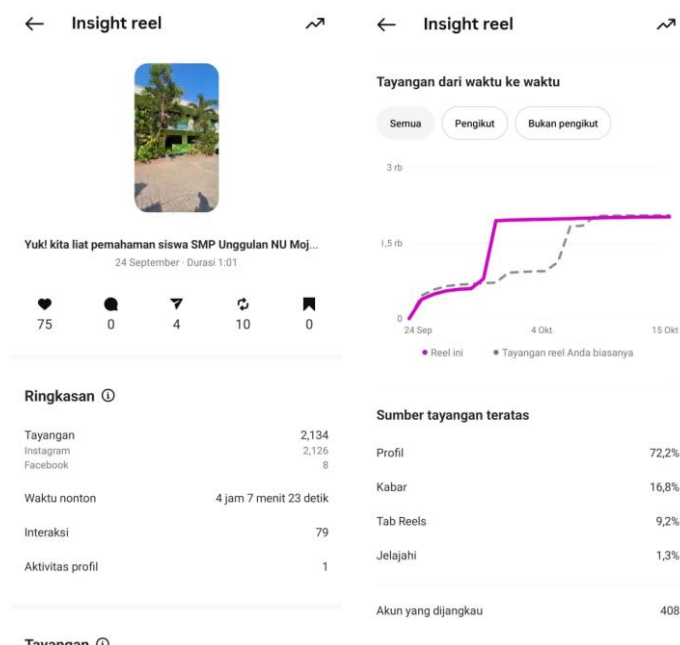 Insight reel
Yuk! kita liat pemahaman siswa SMP Unggulan NU Moj...
24 September · Durasi 1:01
75 0 4 10 0
Ringkasan
Tayangan 2,134
Instagram 2,126
Facebook 8
Waktu nonton 4 jam 7 menit 23 detik
Interaksi 79
Aktivitas profil 1
Tayangan
Insight reel
Tayangan dari waktu ke waktu
Semua Pengikut Bukan pengikut
3 rb
1,5 rb
0
24 Sep 4 Okt 15 Okt
Reel ini Tayangan reel Anda biasanya
Sumber tayangan teratas
Profil 72,2%
Kabar 16,8%
Tab Reels 9,2%
Jelajahi 1,3%
Akun yang dijangkau 408